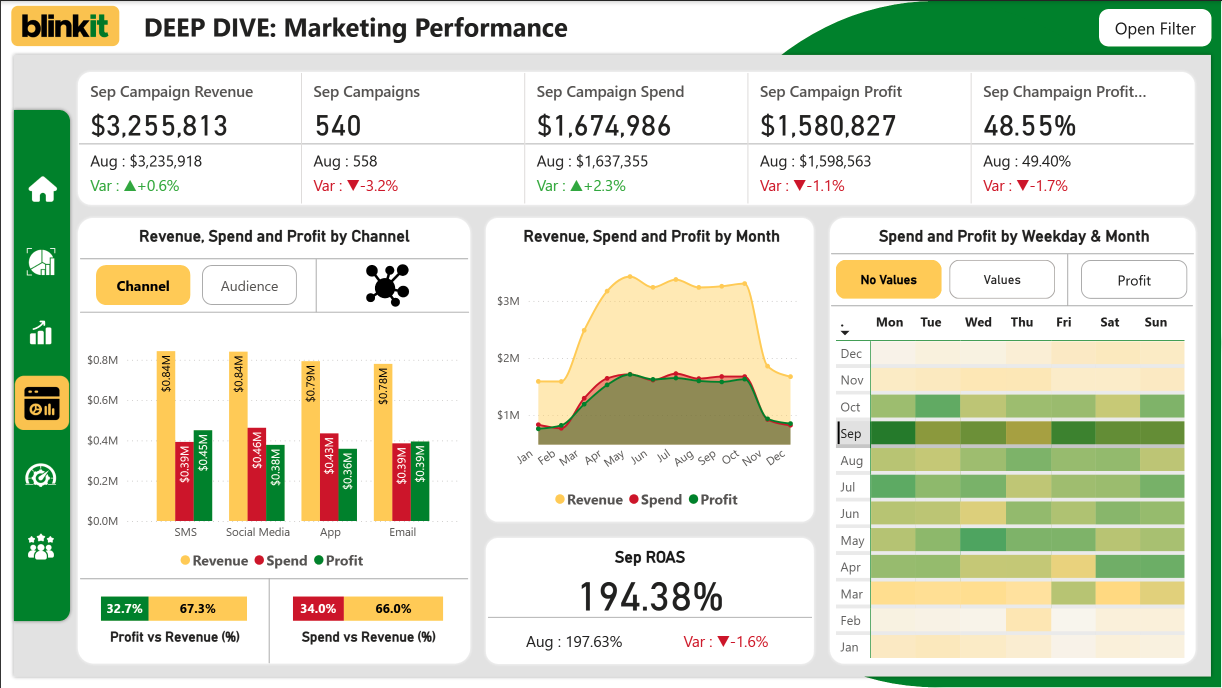 blinkit
DEEP DIVE: Marketing Performance
Open Filter
Sep Campaign Revenue
$3,255,813
Aug : $3,235,918
Var : ▲+0.6%
Sep Campaigns
540
Aug : 558
Var : ▼-3.2%
Sep Campaign Spend
$1,674,986
Aug : $1,637,355
Var : ▲+2.3%
Sep Campaign Profit
$1,580,827
Aug : $1,598,563
Var : ▼-1.1%
Sep Champaign Profit...
48.55%
Aug : 49.40%
Var : ▼-1.7%
Revenue, Spend and Profit by Channel
Channel
Audience
$0.8M
$0.6M
$0.4M
$0.2M
$0.0M
$0.84M
$0.39M
$0.45M
$0.84M
$0.46M
$0.38M
$0.79M
$0.43M
$0.36M
$0.78M
$0.39M
$0.39M
SMS
Social Media
App
Email
Revenue
Spend
Profit
32.7%
67.3%
Profit vs Revenue (%)
34.0%
66.0%
Spend vs Revenue (%)
Revenue, Spend and Profit by Month
$3M
$2M
$1M
Jan
Feb
Mar
Apr
May
Jun
Jul
Aug
Sep
Oct
Nov
Dec
Revenue
Spend
Profit
Sep ROAS
194.38%
Aug : 197.63%
Var : ▼-1.6%
Spend and Profit by Weekday & Month
No Values
Values
Profit
.
Mon
Tue
Wed
Thu
Fri
Sat
Sun
Dec
Nov
Oct
Sep
Aug
Jul
Jun
May
Apr
Mar
Feb
Jan